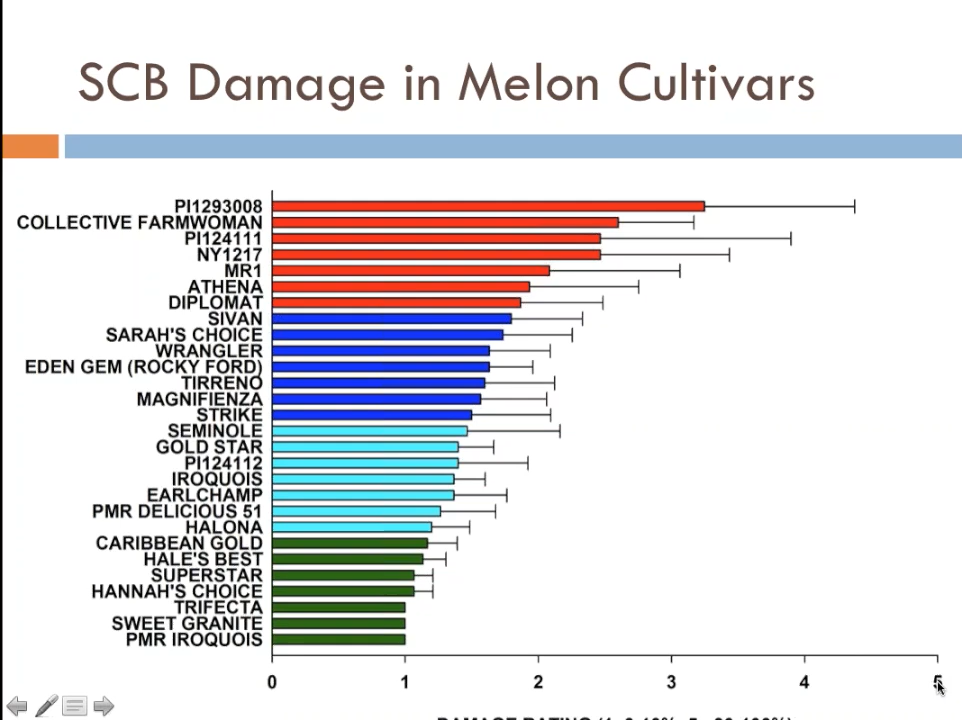 SCB Damage in Melon Cultivars
PI1293008
COLLECTIVE FARMWOMAN
PI124111
NY1217
MR1
ATHENA
DIPLOMAT
SIVAN
SARAH'S CHOICE
WRANGLER
EDEN GEM (ROCKY FORD)
TIRRENO
MAGNIFIENZA
STRIKE
SEMINOLE
GOLD STAR
PI124112
IROQUOIS
EARLCHAMP
PMR DELICIOUS 51
HALONA
CARIBBEAN GOLD
HALE'S BEST
SUPERSTAR
HANNAH'S CHOICE
TRIFECTA
SWEET GRANITE
PMR IROQUOIS
0 1 2 3 4 5
DAMAGE RATING